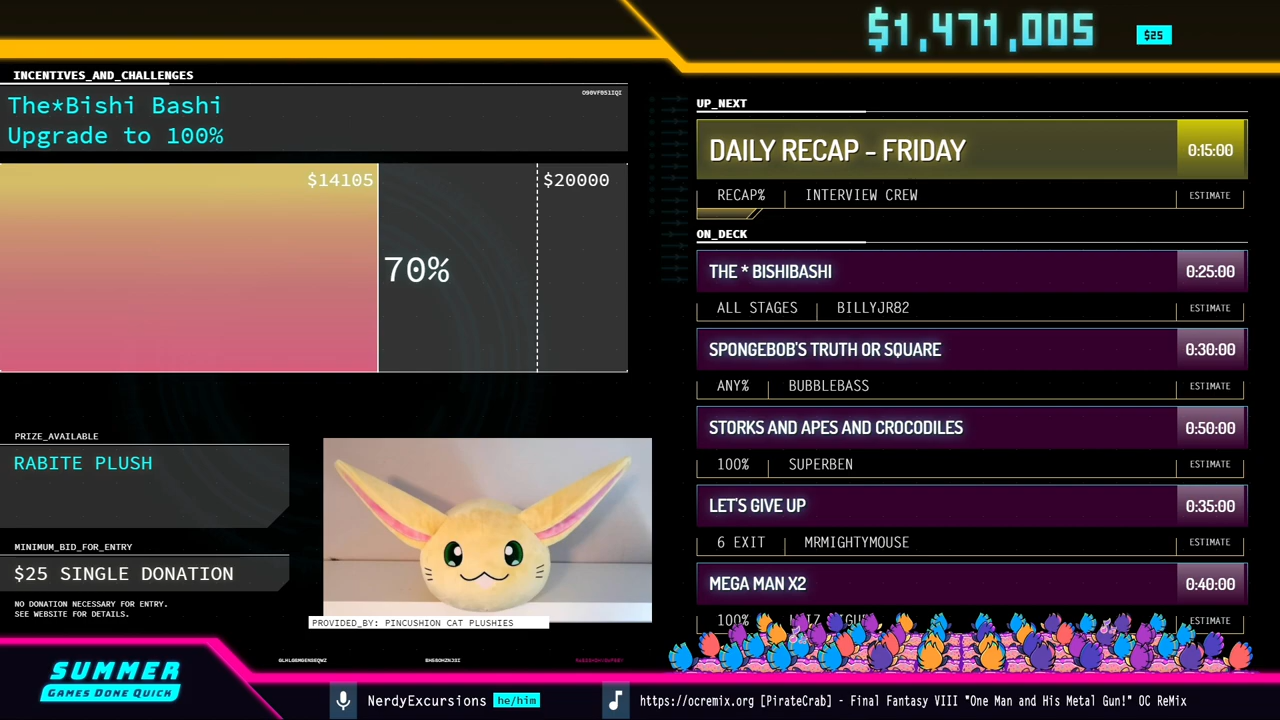 $1,471,005
$25
INCENTIVES_AND_CHALLENGES
The*Bishi Bashi
Upgrade to 100%
$14105
$20000
70%
PRIZE_AVAILABLE
RABITE PLUSH
MINIMUM_BID_FOR_ENTRY
$25 SINGLE DONATION
NO DONATION NECESSARY FOR ENTRY.
SEE WEBSITE FOR DETAILS.
PROVIDED_BY: PINCUSHION CAT PLUSHIES
UP_NEXT
DAILY RECAP - FRIDAY
0:15:00
RECAP%
INTERVIEW CREW
ESTIMATE
ON_DECK
THE * BISHIBASHI
0:25:00
ALL STAGES
BILLYJR82
ESTIMATE
SPONGEBOB'S TRUTH OR SQUARE
0:30:00
ANY%
BUBBLEBASS
ESTIMATE
STORKS AND APES AND CROCODILES
0:50:00
100%
SUPERBEN
ESTIMATE
LET'S GIVE UP
0:35:00
6 EXIT
MRMIGHTYMOUSE
ESTIMATE
MEGA MAN X2
0:40:00
100%
ESTIMATE
SUMMER
GAMES DONE QUICK
NerdyExcursions he/him
https://ocremix.org [PirateCrab] - Final Fantasy VIII "One Man and His Metal Gun!" OC ReMix